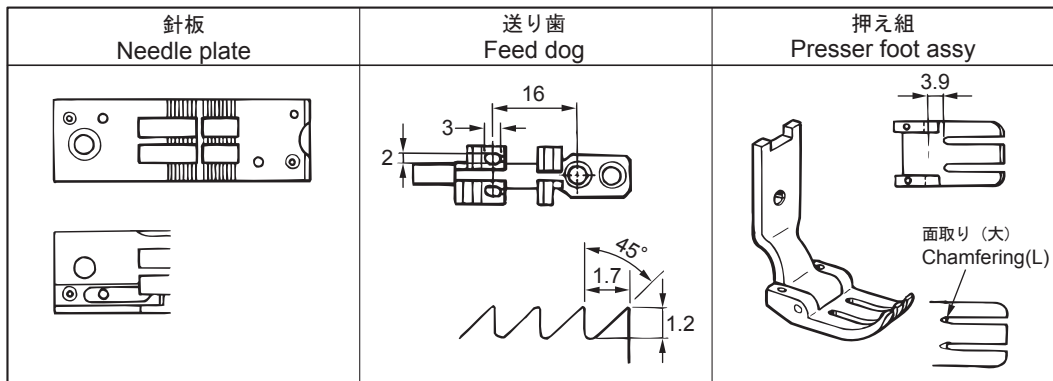 針板
Needle plate
送り歯
Feed dog
押え組
Presser foot assy
16
3
2
45°
1.7
1.2
3.9
面取り（大）
Chamfering(L)